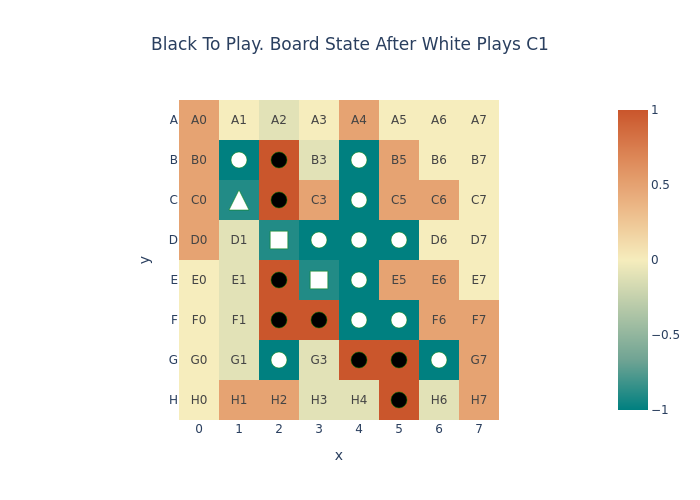 Black To Play. Board State After White Plays C1
A A0 A1 A2 A3 A4 A5 A6 A7
B B0 B3 B5 B6 B7
C C0 C3 C5 C6 C7
D D0 D1 D6 D7
E E0 E1 E5 E6 E7
F F0 F1 F6 F7
G G0 G1 G3 G7
H H0 H1 H2 H3 H4 H6 H7
0 1 2 3 4 5 6 7
x
y
1
0.5
0
−0.5
−1